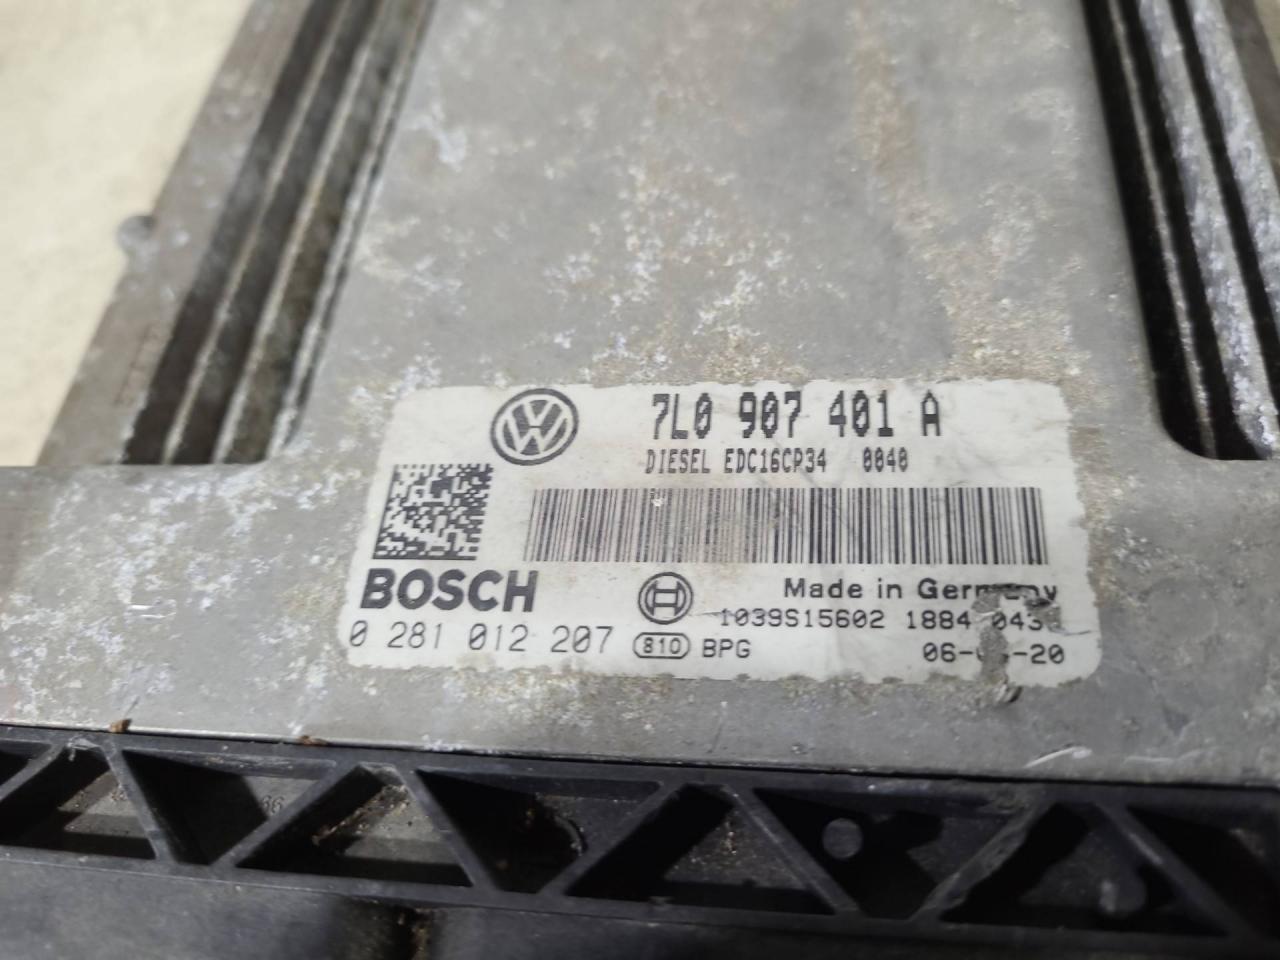 7L0 907 401 A
DIESEL EDC16CP34 0040
BOSCH
Made in Germany
1039S15602 1884
0 281 012 207
810 BPG